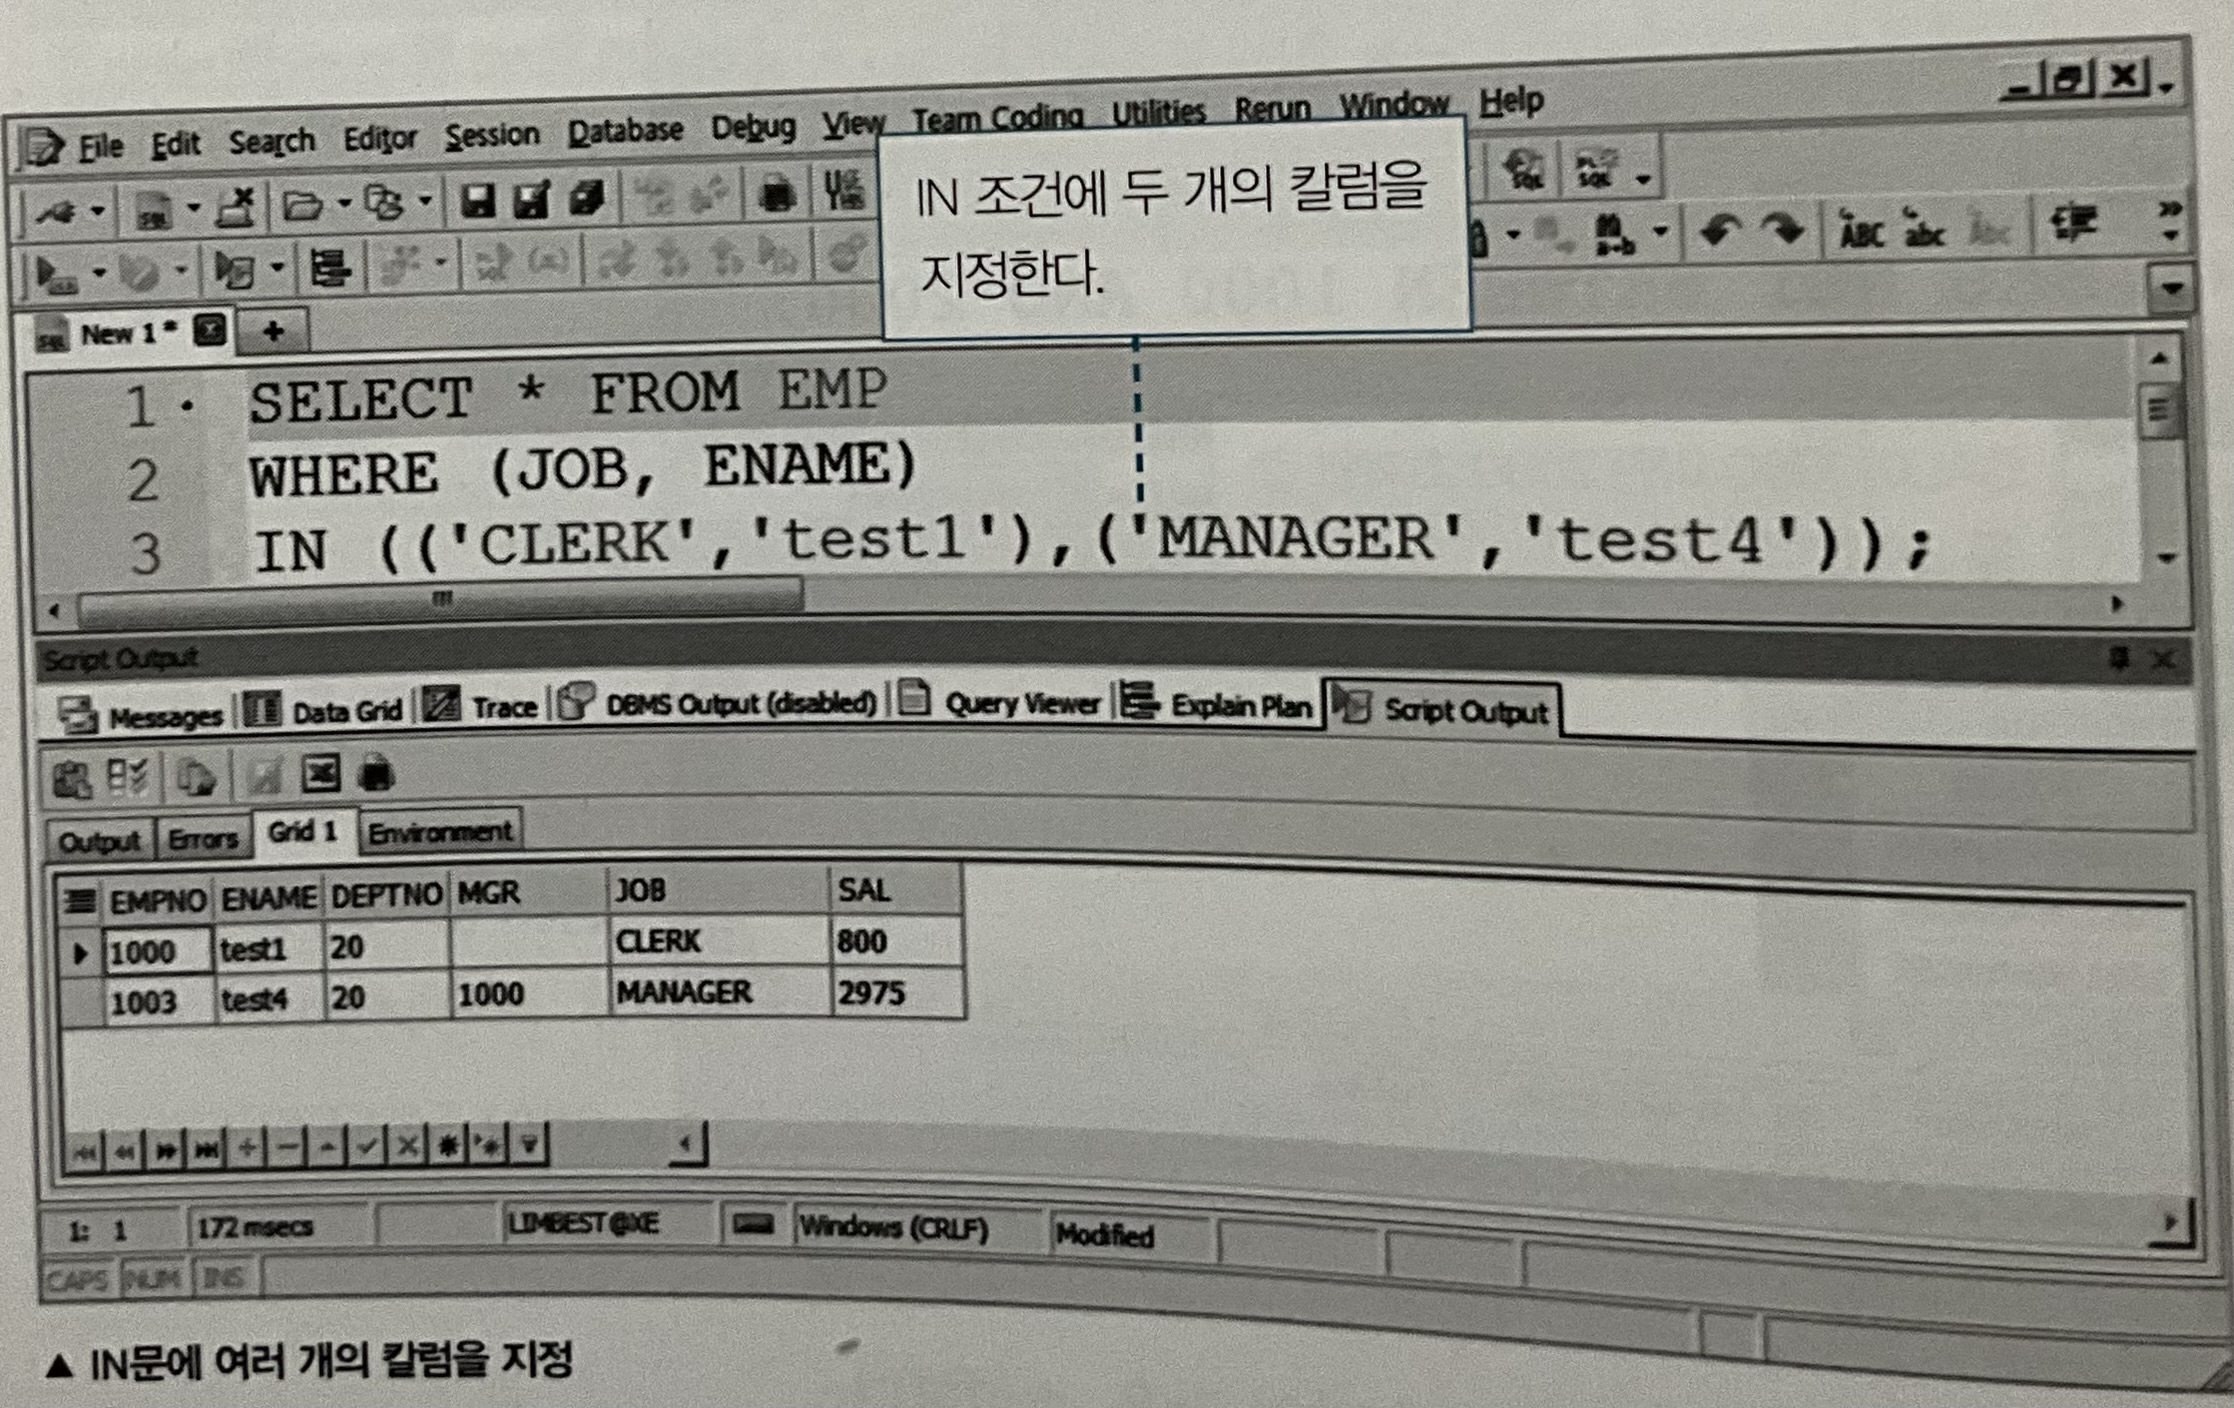 File Edit Search Editor Session Database Debug View Team Coding Utilities Rerun Window Help
IN 조건에 두 개의 칼럼을
지정한다.
New 1 * +
1 SELECT * FROM EMP
2 WHERE (JOB, ENAME)
3 IN (('CLERK','test1'),('MANAGER','test4'));
Script Output
Messages Data Grid Trace DBMS Output (disabled) Query Viewer Explain Plan Script Output
Output Errors Grid 1 Environment
EMPNO ENAME DEPTNO MGR JOB SAL
1000 test1 20 CLERK 800
1003 test4 20 1000 MANAGER 2975
1: 1 172 msecs LIMBEST@XE Windows (CRLF) Modified
CAPS NUM INS
▲ IN문에 여러 개의 칼럼을 지정